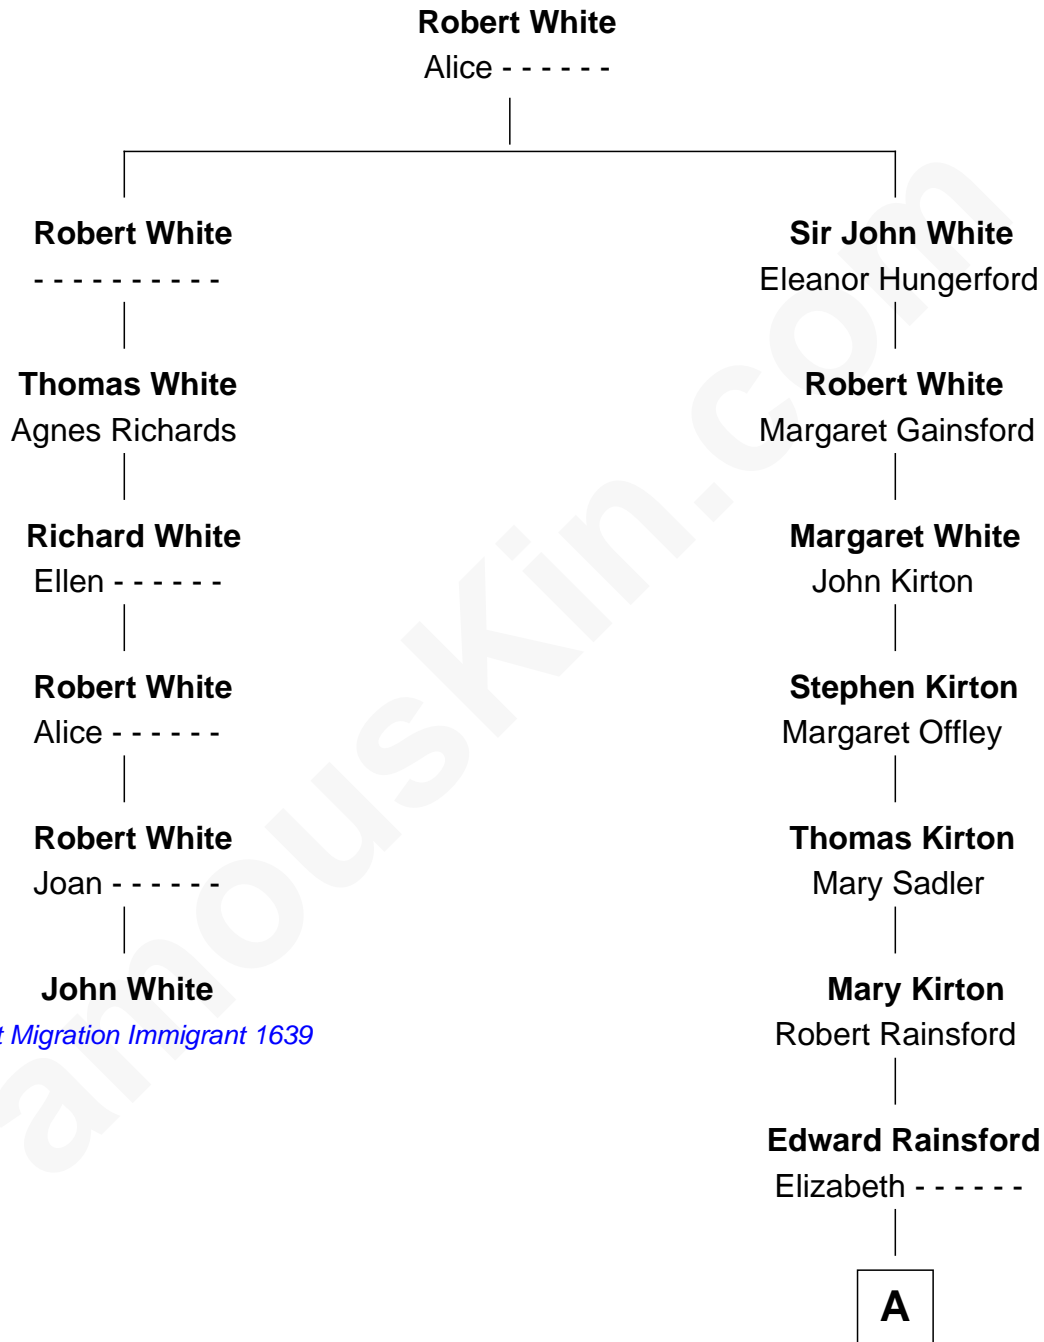 Robert White
Alice - - - - - -
Robert White
- - - - - - - - - -
Thomas White
Agnes Richards
Richard White
Ellen - - - - - -
Robert White
Alice - - - - - -
Robert White
Joan - - - - - -
John White
t Migration Immigrant 1639
Sir John White
Eleanor Hungerford
Robert White
Margaret Gainsford
Margaret White
John Kirton
Stephen Kirton
Margaret Offley
Thomas Kirton
Mary Sadler
Mary Kirton
Robert Rainsford
Edward Rainsford
Elizabeth - - - - - -
A
amousKin.com